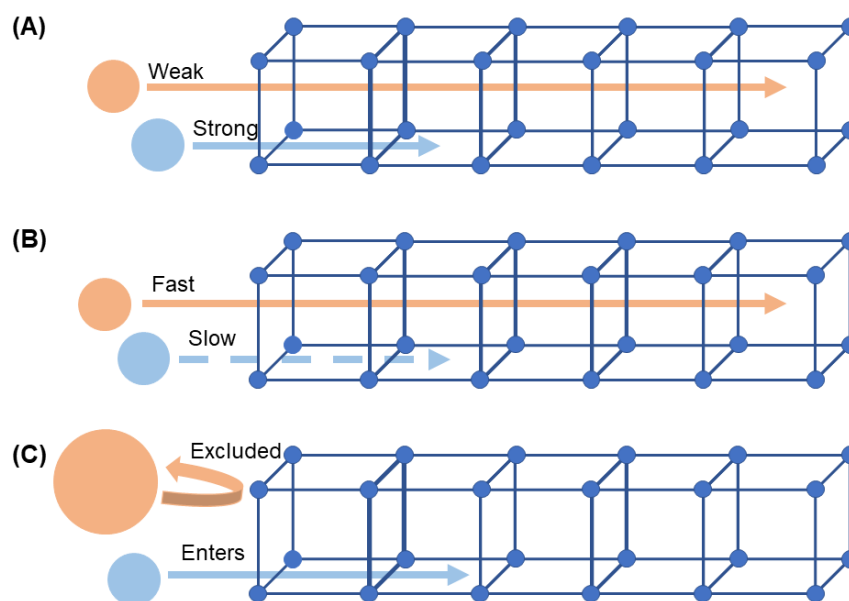 (A)
Weak
Strong
(B)
Fast
Slow
(C)
Excluded
Enters